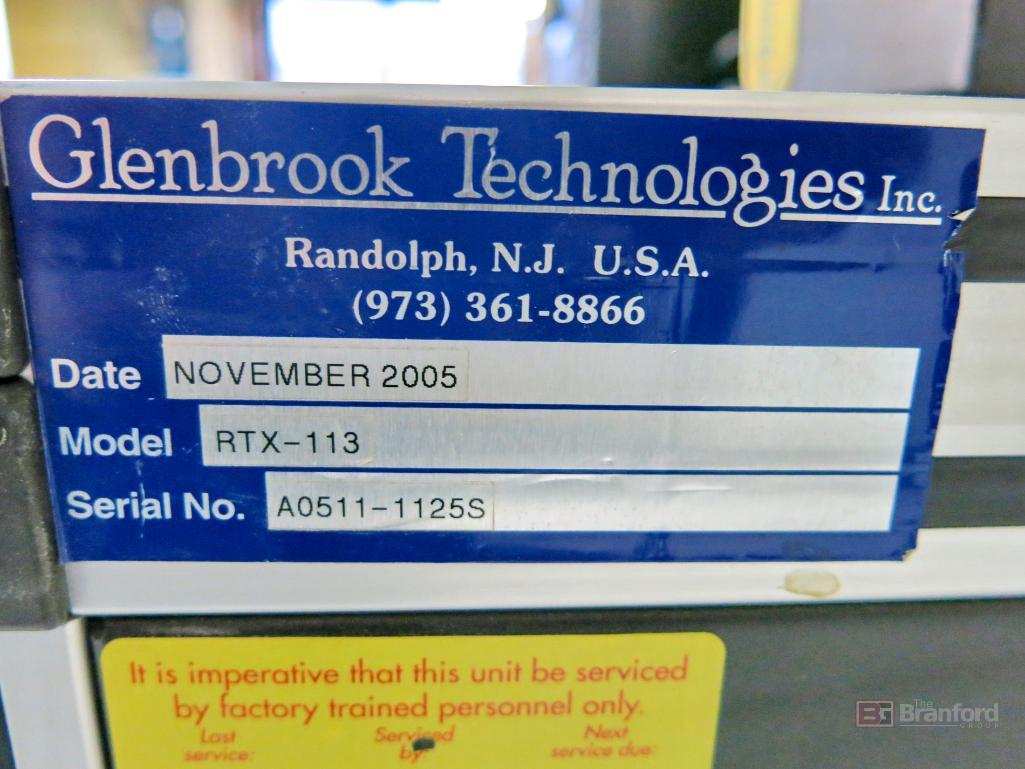 Glenbrook Technologies Inc.
Randolph, N.J. U.S.A.
(973) 361-8866
Date NOVEMBER 2005
Model RTX-113
Serial No. A0511-1125S
It is imperative that this unit be serviced
by factory trained personnel only.
Last service:
Serviced by:
Next service due:
BG The Branford GROUP